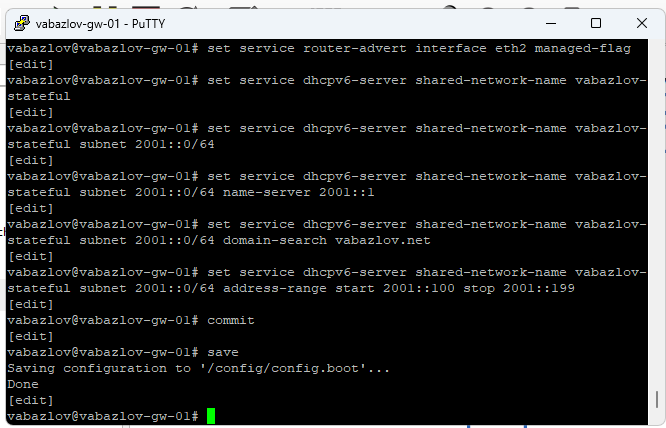 vabazlov-gw-01 - PuTTY
vabazlov@vabazlov-gw-01# set service router-advert interface eth2 managed-flag
[edit]
vabazlov@vabazlov-gw-01# set service dhcpv6-server shared-network-name vabazlov-
stateful
[edit]
vabazlov@vabazlov-gw-01# set service dhcpv6-server shared-network-name vabazlov-
stateful subnet 2001::0/64
[edit]
vabazlov@vabazlov-gw-01# set service dhcpv6-server shared-network-name vabazlov-
stateful subnet 2001::0/64 name-server 2001::1
[edit]
vabazlov@vabazlov-gw-01# set service dhcpv6-server shared-network-name vabazlov-
stateful subnet 2001::0/64 domain-search vabazlov.net
[edit]
vabazlov@vabazlov-gw-01# set service dhcpv6-server shared-network-name vabazlov-
stateful subnet 2001::0/64 address-range start 2001::100 stop 2001::199
[edit]
vabazlov@vabazlov-gw-01# commit
[edit]
vabazlov@vabazlov-gw-01# save
Saving configuration to '/config/config.boot'...
Done
[edit]
vabazlov@vabazlov-gw-01#